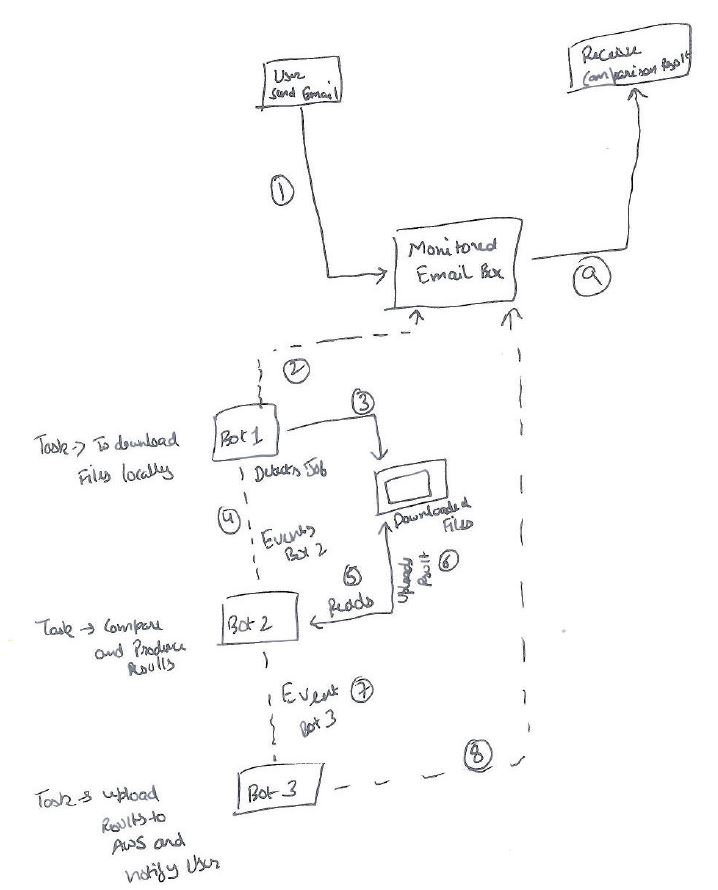 User
Send Email
Receive
Comparison Result
1
Monitored
Email Box
9
2
3
Bot 1
Task → To download
Files locally
Detects Job
Downloaded
Files
4
Events
Bot 2
5
Reads
Uploads
Result
6
Bot 2
Task → Compare
and Produce
Results
Event
7
Bot 3
8
Bot 3
Task → upload
Results to
AWS and
notify User